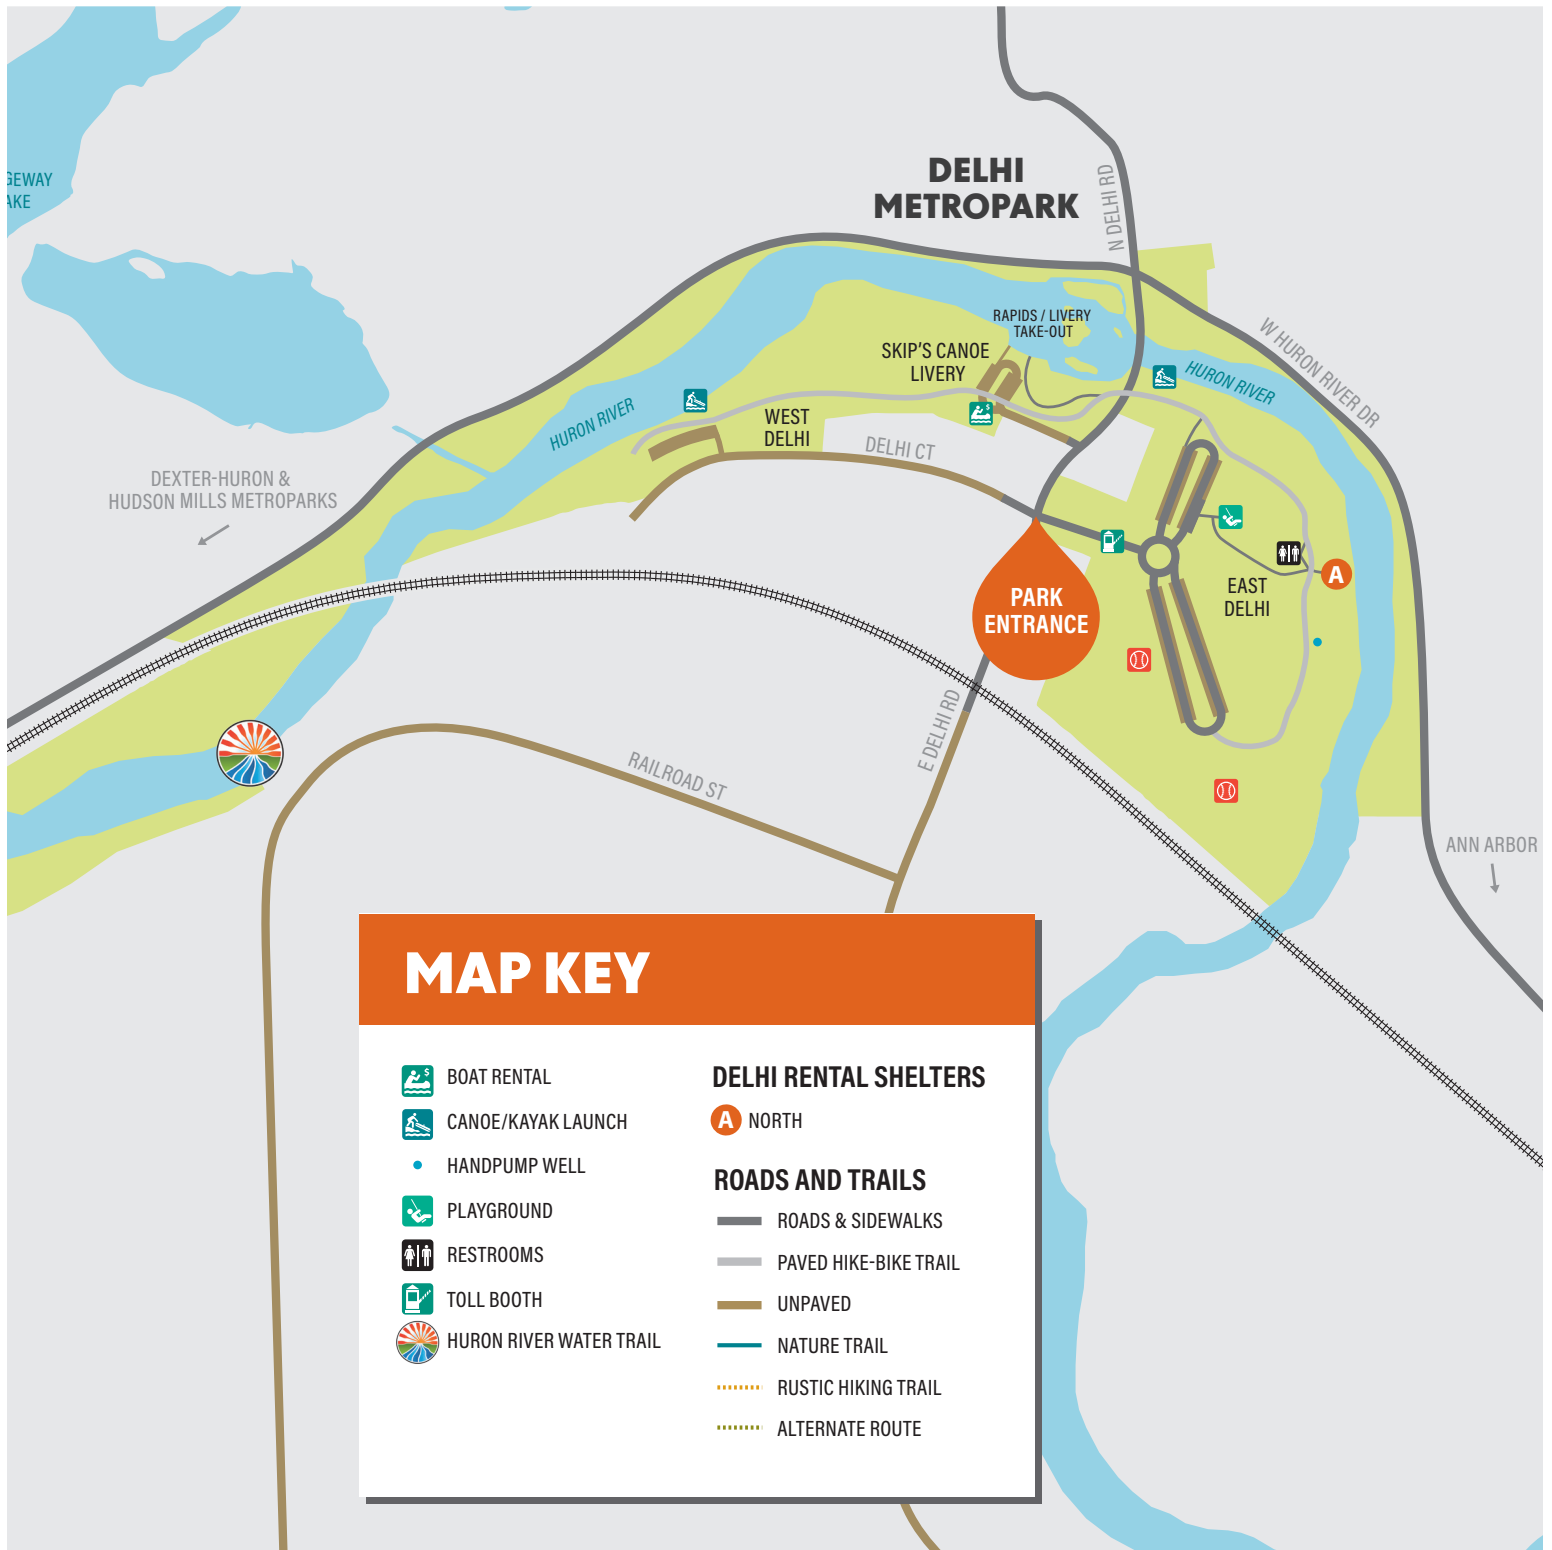 GEWAY
AKE
DELHI
METROPARK
N DELHI RD
RAPIDS / LIVERY
TAKE-OUT
SKIP'S CANOE
LIVERY
W HURON RIVER DR
HURON RIVER
HURON RIVER
WEST
DELHI
DELHI CT
DEXTER-HURON &
HUDSON MILLS METROPARKS
A
EAST
DELHI
PARK
ENTRANCE
E DELHI RD
RAILROAD ST
ANN ARBOR
MAP KEY
$ BOAT RENTAL
CANOE/KAYAK LAUNCH
HANDPUMP WELL
PLAYGROUND
RESTROOMS
TOLL BOOTH
HURON RIVER WATER TRAIL
DELHI RENTAL SHELTERS
A NORTH
ROADS AND TRAILS
ROADS & SIDEWALKS
PAVED HIKE-BIKE TRAIL
UNPAVED
NATURE TRAIL
RUSTIC HIKING TRAIL
ALTERNATE ROUTE